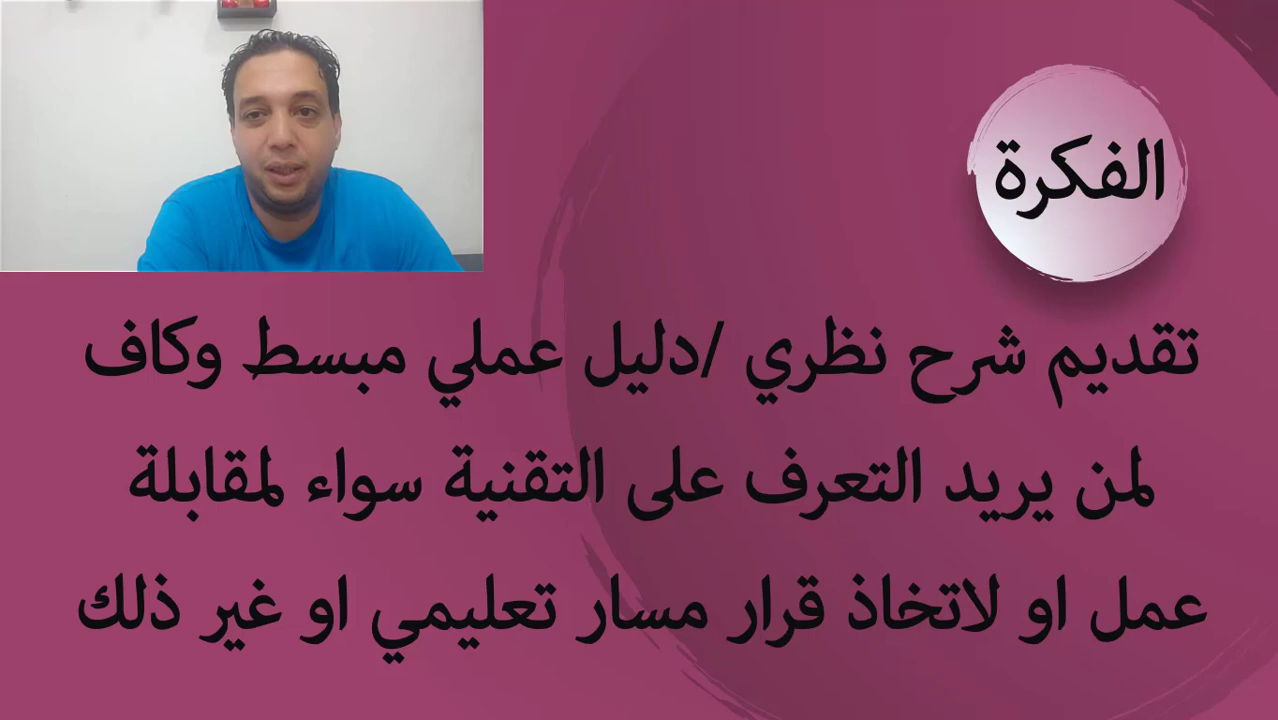 الفكرة
تقديم شرح نظري /دليل عملي مبسط وكاف
لمن يريد التعرف على التقنية سواء لمقابلة
عمل او لاتخاذ قرار مسار تعليمي او غير ذلك